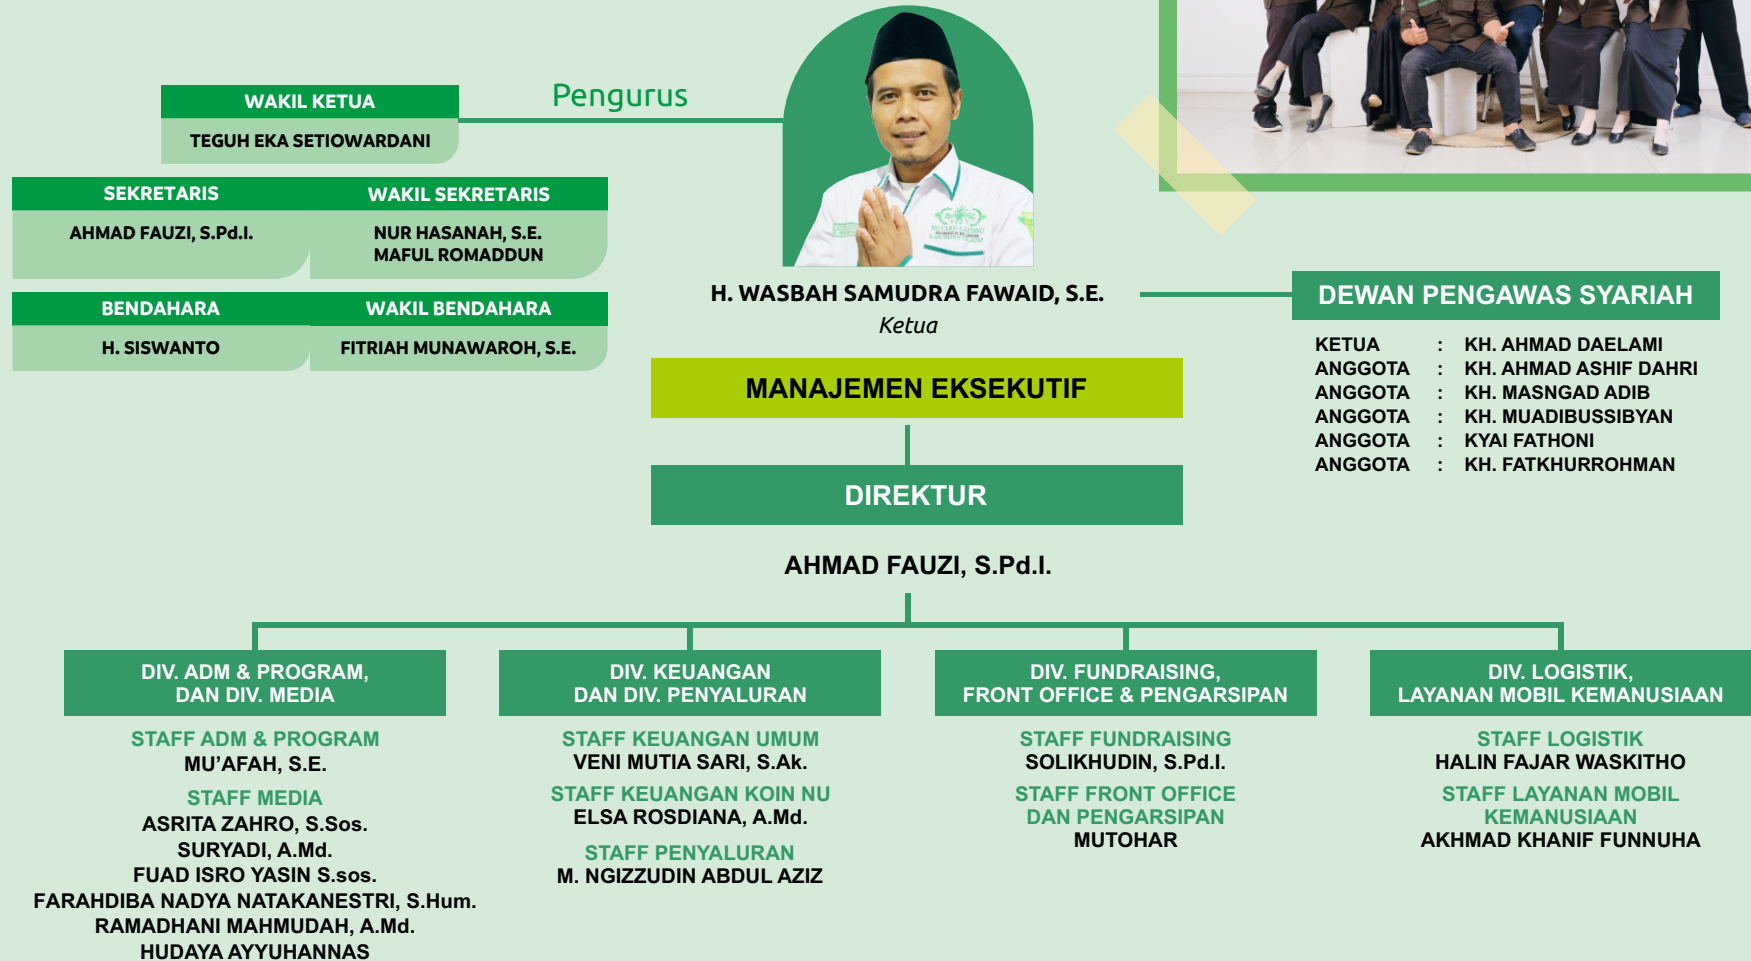 Pengurus
WAKIL KETUA
TEGUH EKA SETIOWARDANI
SEKRETARIS
AHMAD FAUZI, S.Pd.I.
WAKIL SEKRETARIS
NUR HASANAH, S.E.
MAFUL ROMADDUN
BENDAHARA
H. SISWANTO
WAKIL BENDAHARA
FITRIAH MUNAWAROH, S.E.
H. WASBAH SAMUDRA FAWAID, S.E.
Ketua
DEWAN PENGAWAS SYARIAH
KETUA : KH. AHMAD DAELAMI
ANGGOTA : KH. AHMAD ASHIF DAHRI
ANGGOTA : KH. MASNGAD ADIB
ANGGOTA : KH. MUADIBUSSIBYAN
ANGGOTA : KYAI FATHONI
ANGGOTA : KH. FATKHURROHMAN
MANAJEMEN EKSEKUTIF
DIREKTUR
AHMAD FAUZI, S.Pd.I.
DIV. ADM & PROGRAM,
DAN DIV. MEDIA
STAFF ADM & PROGRAM
MU’AFAH, S.E.
STAFF MEDIA
ASRITA ZAHRO, S.Sos.
SURYADI, A.Md.
FUAD ISRO YASIN S.sos.
FARAHDIBA NADYA NATAKANESTRI, S.Hum.
RAMADHANI MAHMUDAH, A.Md.
HUDAYA AYYUHANNAS
DIV. KEUANGAN
DAN DIV. PENYALURAN
STAFF KEUANGAN UMUM
VENI MUTIA SARI, S.Ak.
STAFF KEUANGAN KOIN NU
ELSA ROSDIANA, A.Md.
STAFF PENYALURAN
M. NGIZZUDIN ABDUL AZIZ
DIV. FUNDRAISING,
FRONT OFFICE & PENGARSIPAN
STAFF FUNDRAISING
SOLIKHUDIN, S.Pd.I.
STAFF FRONT OFFICE
DAN PENGARSIPAN
MUTOHAR
DIV. LOGISTIK,
LAYANAN MOBIL KEMANUSIAAN
STAFF LOGISTIK
HALIN FAJAR WASKITHO
STAFF LAYANAN MOBIL
KEMANUSIAAN
AKHMAD KHANIF FUNNUHA